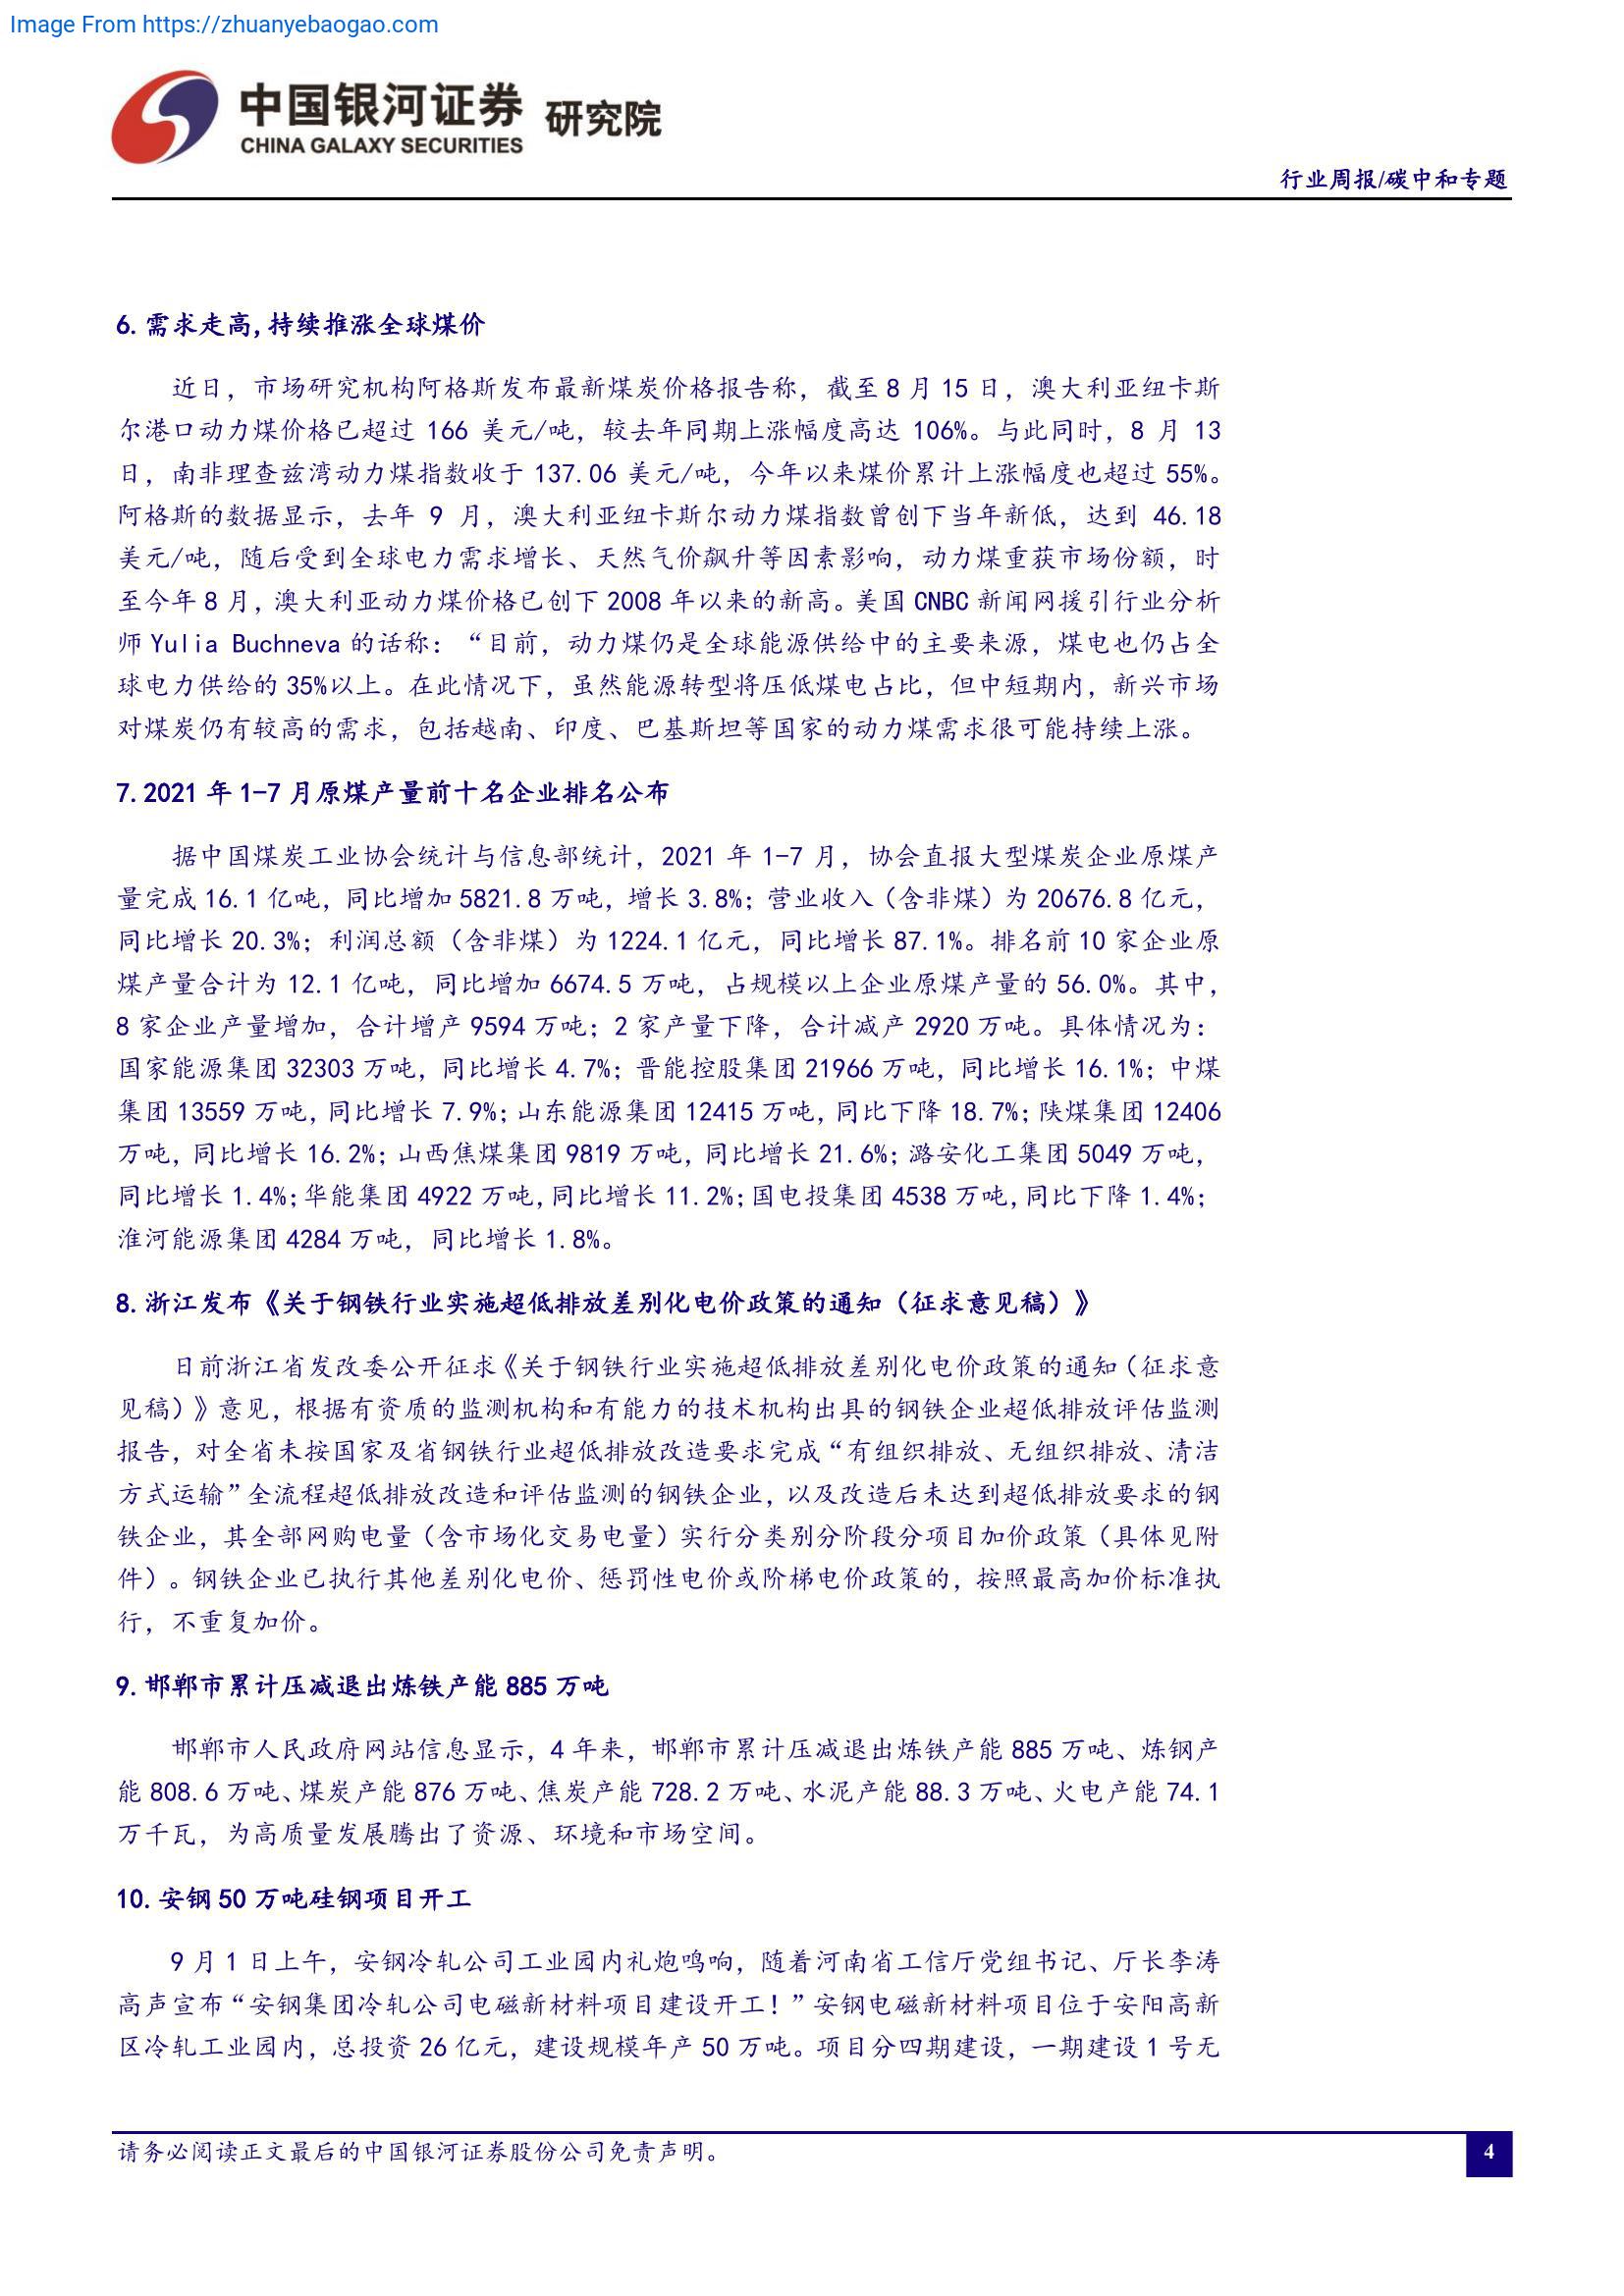 Image From https://zhuanyebaogao.com
中国银河证券 研究院
CHINA GALAXY SECURITIES
行业周报/碳中和专题
6. 需求走高,持续推涨全球煤价
近日，市场研究机构阿格斯发布最新煤炭价格报告称，截至 8 月 15 日，澳大利亚纽卡斯
尔港口动力煤价格已超过 166 美元/吨，较去年同期上涨幅度高达 106%。与此同时，8 月 13
日，南非理查兹湾动力煤指数收于 137.06 美元/吨，今年以来煤价累计上涨幅度也超过 55%。
阿格斯的数据显示，去年 9 月，澳大利亚纽卡斯尔动力煤指数曾创下当年新低，达到 46.18
美元/吨，随后受到全球电力需求增长、天然气价飙升等因素影响，动力煤重获市场份额，时
至今年 8 月，澳大利亚动力煤价格已创下 2008 年以来的新高。美国 CNBC 新闻网援引行业分析
师 Yulia Buchneva 的话称：“目前，动力煤仍是全球能源供给中的主要来源，煤电也仍占全
球电力供给的 35%以上。在此情况下，虽然能源转型将压低煤电占比，但中短期内，新兴市场
对煤炭仍有较高的需求，包括越南、印度、巴基斯坦等国家的动力煤需求很可能持续上涨。
7. 2021 年 1-7 月原煤产量前十名企业排名公布
据中国煤炭工业协会统计与信息部统计，2021 年 1-7 月，协会直报大型煤炭企业原煤产
量完成 16.1 亿吨，同比增加 5821.8 万吨，增长 3.8%；营业收入（含非煤）为 20676.8 亿元，
同比增长 20.3%；利润总额（含非煤）为 1224.1 亿元，同比增长 87.1%。排名前 10 家企业原
煤产量合计为 12.1 亿吨，同比增加 6674.5 万吨，占规模以上企业原煤产量的 56.0%。其中，
8 家企业产量增加，合计增产 9594 万吨；2 家产量下降，合计减产 2920 万吨。具体情况为：
国家能源集团 32303 万吨，同比增长 4.7%；晋能控股集团 21966 万吨，同比增长 16.1%；中煤
集团 13559 万吨，同比增长 7.9%；山东能源集团 12415 万吨，同比下降 18.7%；陕煤集团 12406
万吨，同比增长 16.2%；山西焦煤集团 9819 万吨，同比增长 21.6%；潞安化工集团 5049 万吨，
同比增长 1.4%；华能集团 4922 万吨，同比增长 11.2%；国电投集团 4538 万吨，同比下降 1.4%；
淮河能源集团 4284 万吨，同比增长 1.8%。
8. 浙江发布《关于钢铁行业实施超低排放差别化电价政策的通知（征求意见稿）》
日前浙江省发改委公开征求《关于钢铁行业实施超低排放差别化电价政策的通知（征求意
见稿）》意见，根据有资质的监测机构和有能力的技术机构出具的钢铁企业超低排放评估监测
报告，对全省未按国家及省钢铁行业超低排放改造要求完成“有组织排放、无组织排放、清洁
方式运输”全流程超低排放改造和评估监测的钢铁企业，以及改造后未达到超低排放要求的钢
铁企业，其全部网购电量（含市场化交易电量）实行分类别分阶段分项目加价政策（具体见附
件）。钢铁企业已执行其他差别化电价、惩罚性电价或阶梯电价政策的，按照最高加价标准执
行，不重复加价。
9. 邯郸市累计压减退出炼铁产能 885 万吨
邯郸市人民政府网站信息显示，4 年来，邯郸市累计压减退出炼铁产能 885 万吨、炼钢产
能 808.6 万吨、煤炭产能 876 万吨、焦炭产能 728.2 万吨、水泥产能 88.3 万吨、火电产能 74.1
万千瓦，为高质量发展腾出了资源、环境和市场空间。
10. 安钢 50 万吨硅钢项目开工
9 月 1 日上午，安钢冷轧公司工业园内礼炮鸣响，随着河南省工信厅党组书记、厅长李涛
高声宣布“安钢集团冷轧公司电磁新材料项目建设开工！”安钢电磁新材料项目位于安阳高新
区冷轧工业园内，总投资 26 亿元，建设规模年产 50 万吨。项目分四期建设，一期建设 1 号无
请务必阅读正文最后的中国银河证券股份公司免责声明。
4